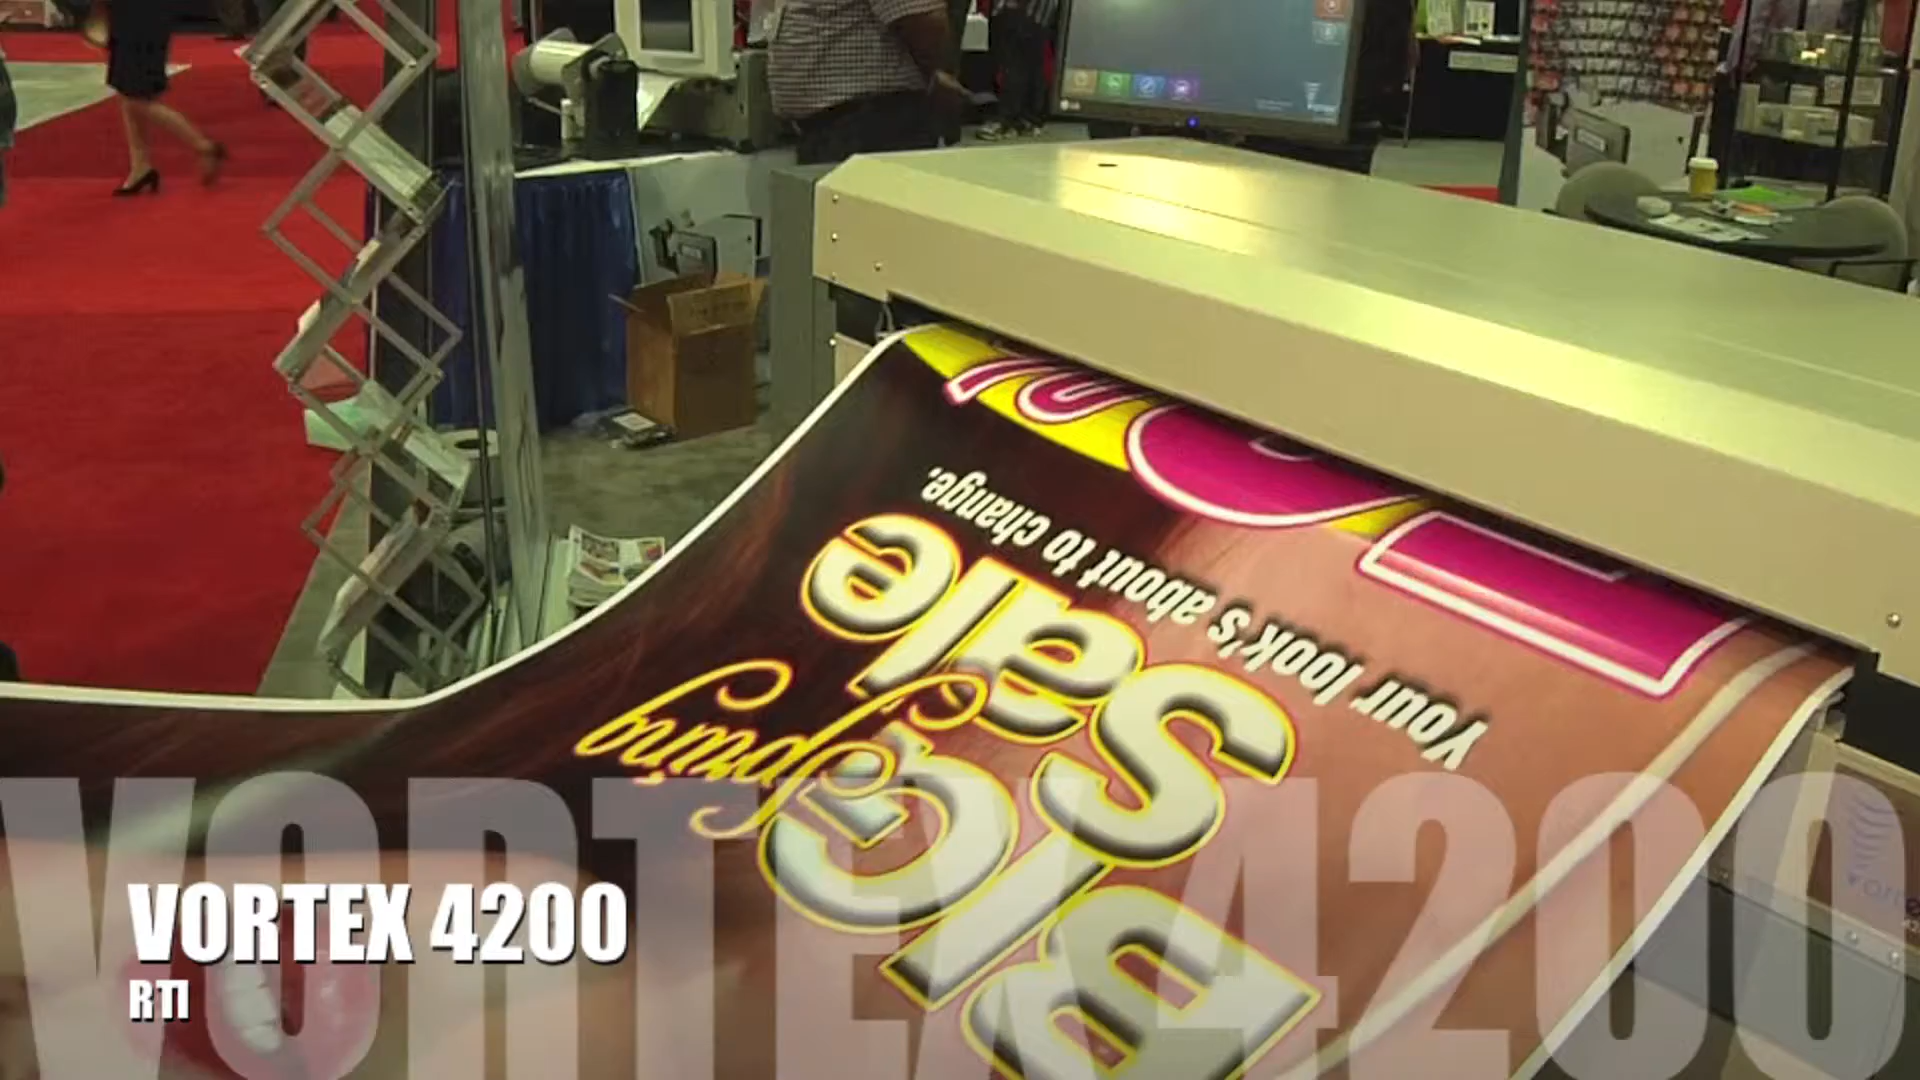 BIG
Spring
Sale
Your look's about to change.
VORTEX 4200
VORTEX 4200
RTI